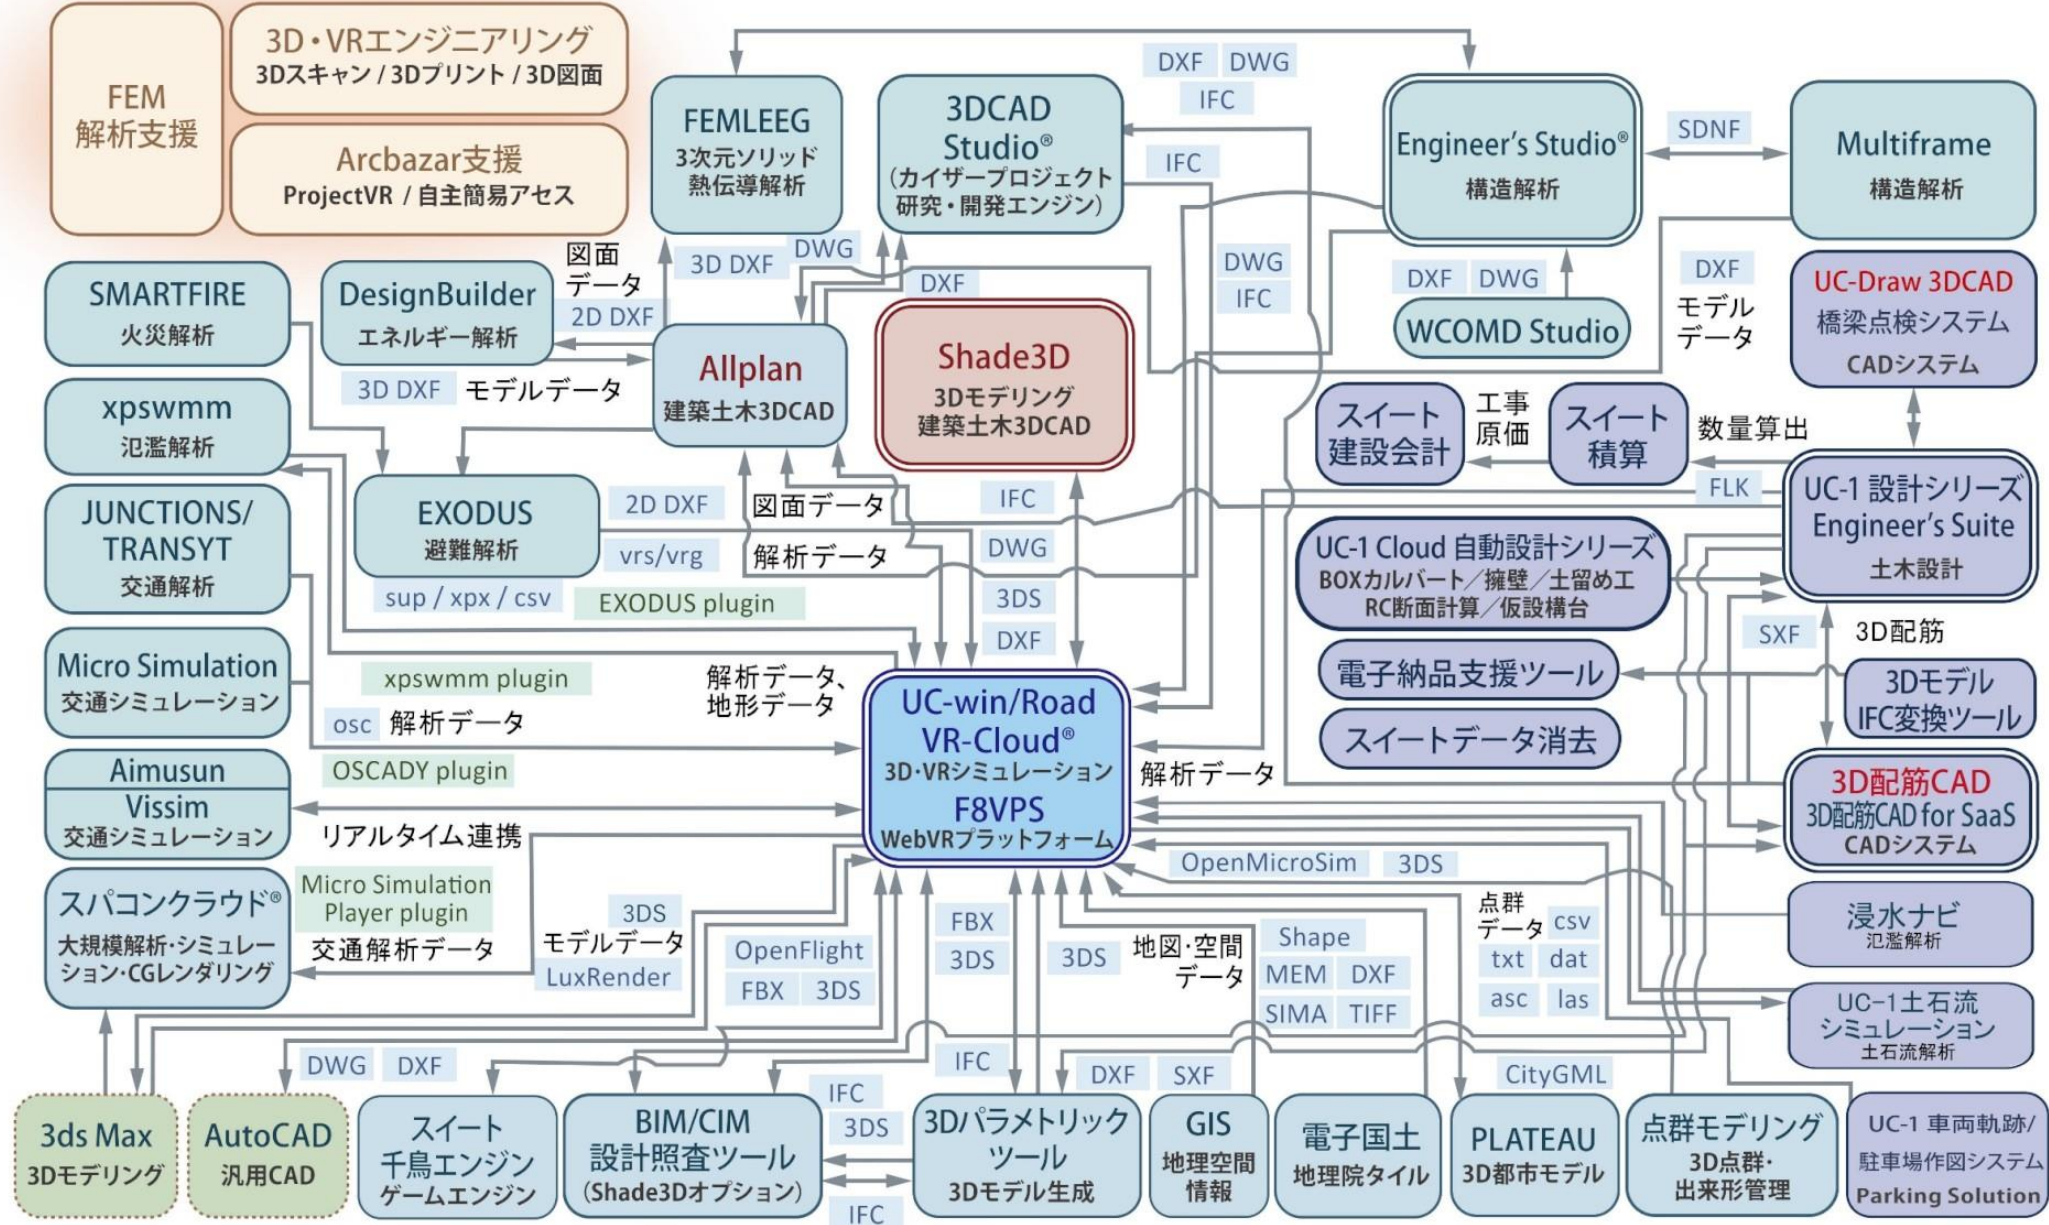 FEM
解析支援
3D・VRエンジニアリング
3Dスキャン / 3Dプリント / 3D図面
Arcbazar支援
ProjectVR / 自主簡易アセス
FEMLEEG
3次元ソリッド
熱伝導解析
3DCAD
Studio®
（カイザープロジェクト
研究・開発エンジン）
DXF DWG
IFC
IFC
Engineer's Studio®
構造解析
SDNF
Multiframe
構造解析
SMARTFIRE
火災解析
DesignBuilder
エネルギー解析
図面
データ
2D DXF
3D DXF
DWG
DXF
DWG
IFC
DXF DWG
WCOMD Studio
DXF
モデル
データ
UC-Draw 3DCAD
橋梁点検システム
CADシステム
3D DXF モデルデータ
Allplan
建築土木3DCAD
Shade3D
3Dモデリング
建築土木3DCAD
xpswmm
氾濫解析
スイート
建設会計
工事
原価
スイート
積算
数量算出
FLK
UC-1 設計シリーズ
Engineer's Suite
土木設計
JUNCTIONS/
TRANSYT
交通解析
EXODUS
避難解析
2D DXF 図面データ
vrs/vrg 解析データ
sup / xpx / csv
EXODUS plugin
IFC
DWG
3DS
DXF
UC-1 Cloud 自動設計シリーズ
BOXカルバート／擁壁／土留め工
RC断面計算／仮設構台
SXF 3D配筋
Micro Simulation
交通シミュレーション
xpswmm plugin
osc 解析データ
OSCADY plugin
解析データ、
地形データ
UC-win/Road
VR-Cloud®
3D・VRシミュレーション
F8VPS
WebVRプラットフォーム
解析データ
電子納品支援ツール
スイートデータ消去
3Dモデル
IFC変換ツール
3D配筋CAD
3D配筋CAD for SaaS
CADシステム
Aimusun
Vissim
交通シミュレーション
リアルタイム連携
OpenMicroSim 3DS
スパコンクラウド®
大規模解析・シミュレー
ション・CGレンダリング
Micro Simulation
Player plugin
交通解析データ
3DS
モデルデータ
LuxRender
OpenFlight
FBX 3DS
FBX
3DS
3DS
地図・空間
データ
Shape
MEM DXF
SIMA TIFF
点群
データ
csv
txt dat
asc las
浸水ナビ
氾濫解析
UC-1土石流
シミュレーション
土石流解析
DWG DXF
IFC
DXF SXF
CityGML
3ds Max
3Dモデリング
AutoCAD
汎用CAD
スイート
千鳥エンジン
ゲームエンジン
BIM/CIM
設計照査ツール
（Shade3Dオプション）
IFC
3DS
IFC
3Dパラメトリック
ツール
3Dモデル生成
GIS
地理空間
情報
電子国土
地理院タイル
PLATEAU
3D都市モデル
点群モデリング
3D点群・
出来形管理
UC-1 車両軌跡/
駐車場作図システム
Parking Solution